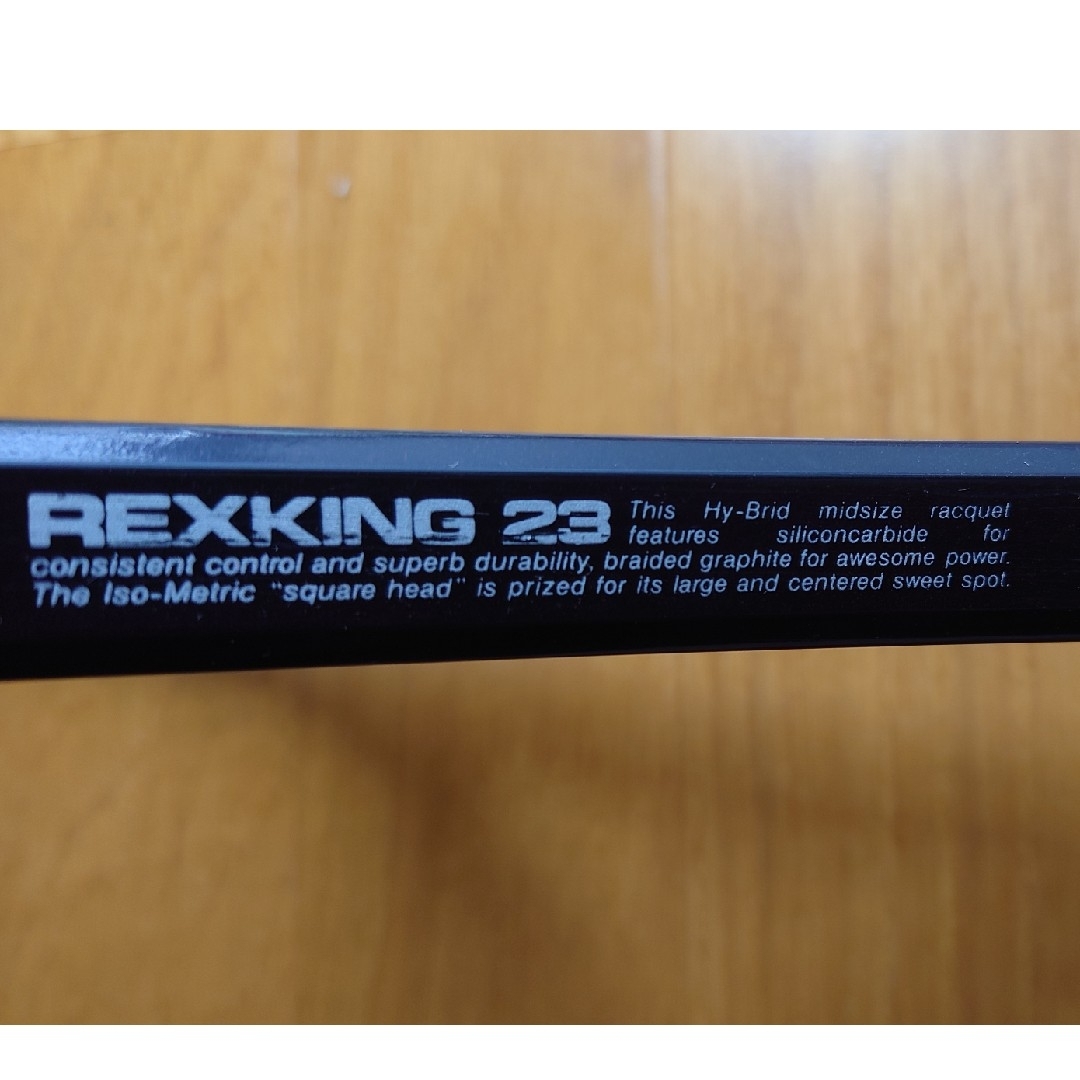 REXKING 23 This Hy-Brid midsize racquet
features siliconcarbide for
consistent control and superb durability, braided graphite for awesome power.
The Iso-Metric "square head" is prized for its large and centered sweet spot.